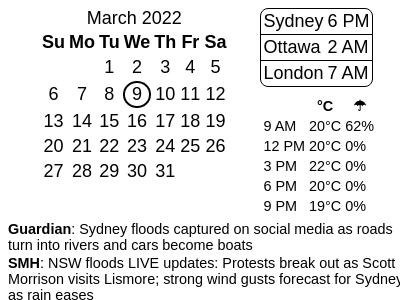 March 2022
Su Mo Tu We Th Fr Sa
1 2 3 4 5
6 7 8 9 10 11 12
13 14 15 16 17 18 19
20 21 22 23 24 25 26
27 28 29 30 31
Sydney 6 PM
Ottawa 2 AM
London 7 AM
°C ☂
9 AM 20°C 62%
12 PM 20°C 0%
3 PM 22°C 0%
6 PM 20°C 0%
9 PM 19°C 0%
Guardian: Sydney floods captured on social media as roads
turn into rivers and cars become boats
SMH: NSW floods LIVE updates: Protests break out as Scott
Morrison visits Lismore; strong wind gusts forecast for Sydney
as rain eases